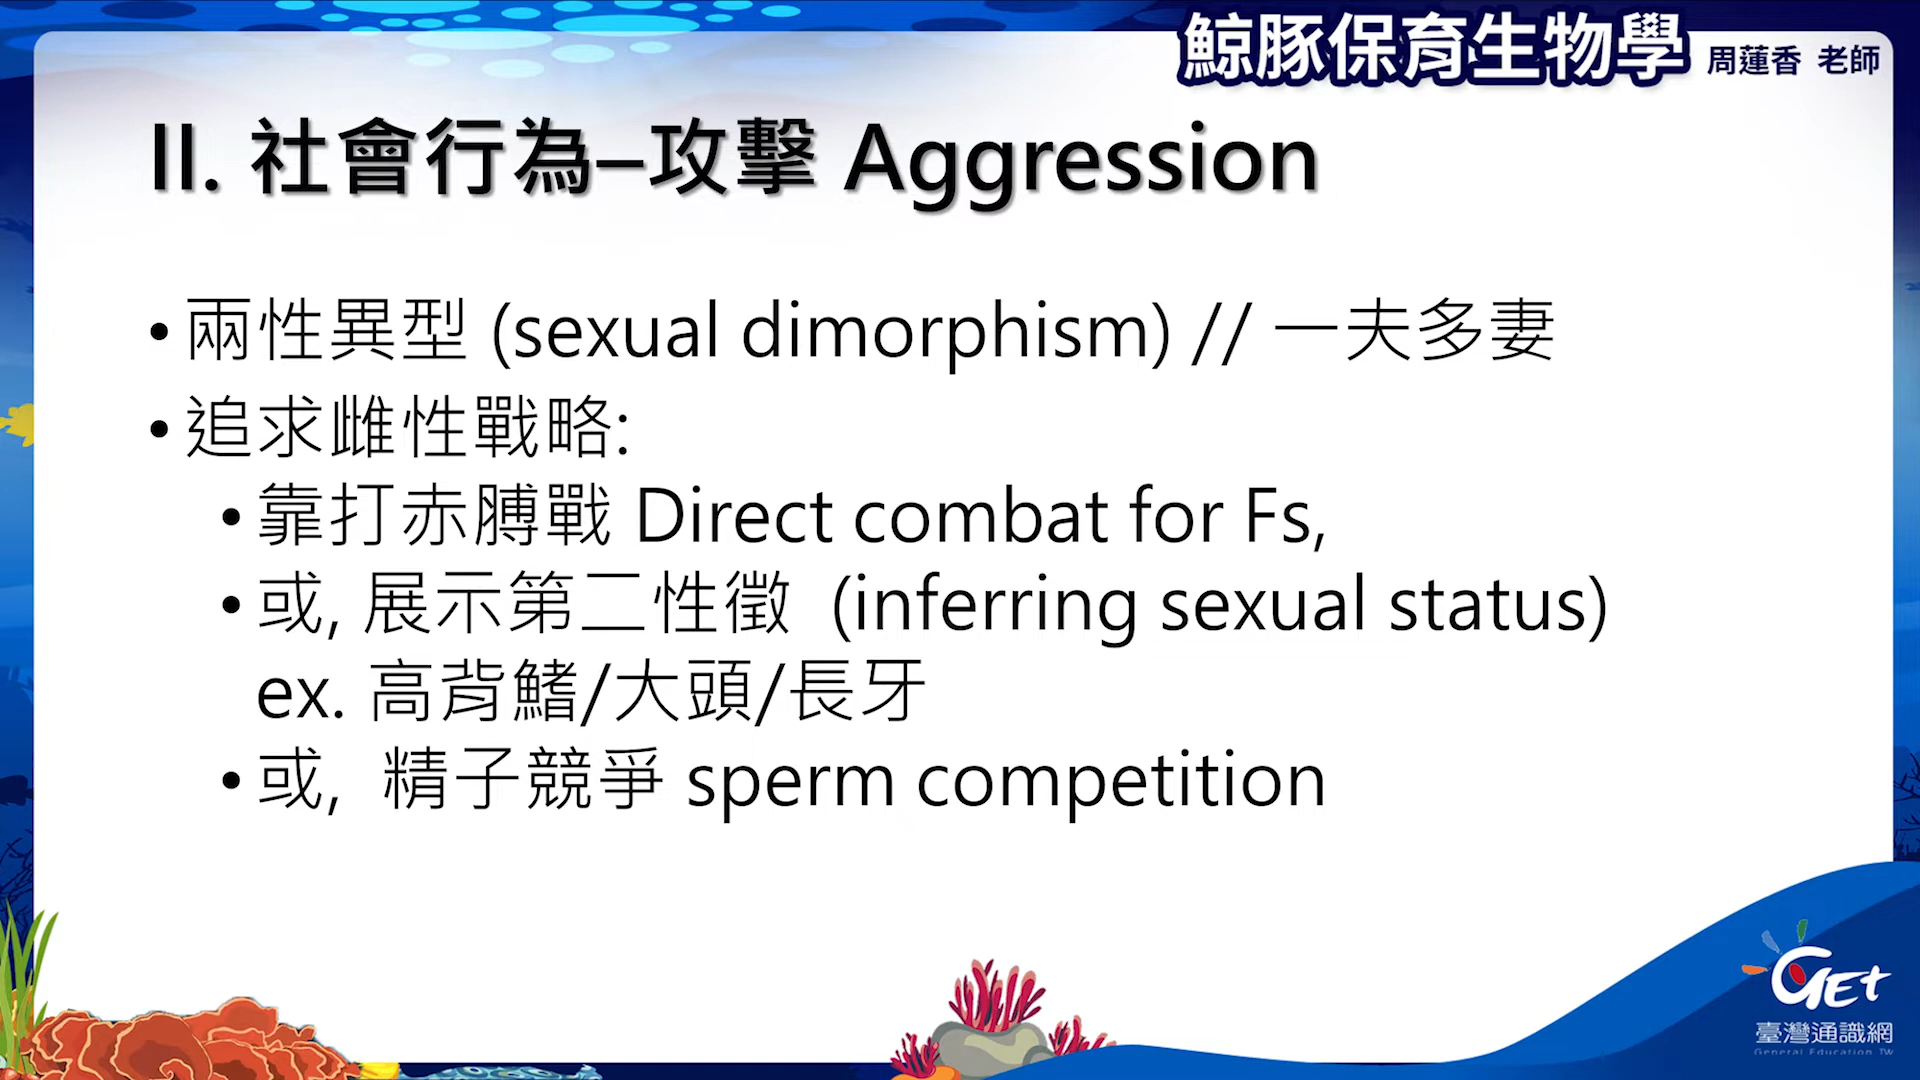 鯨豚保育生物學 周蓮香 老師
II. 社會行為–攻擊 Aggression
• 兩性異型 (sexual dimorphism) // 一夫多妻
• 追求雌性戰略:
• 靠打赤膊戰 Direct combat for Fs,
• 或, 展示第二性徵 (inferring sexual status)
ex. 高背鰭/大頭/長牙
• 或, 精子競爭 sperm competition
GET
臺灣通識網
General Education TW